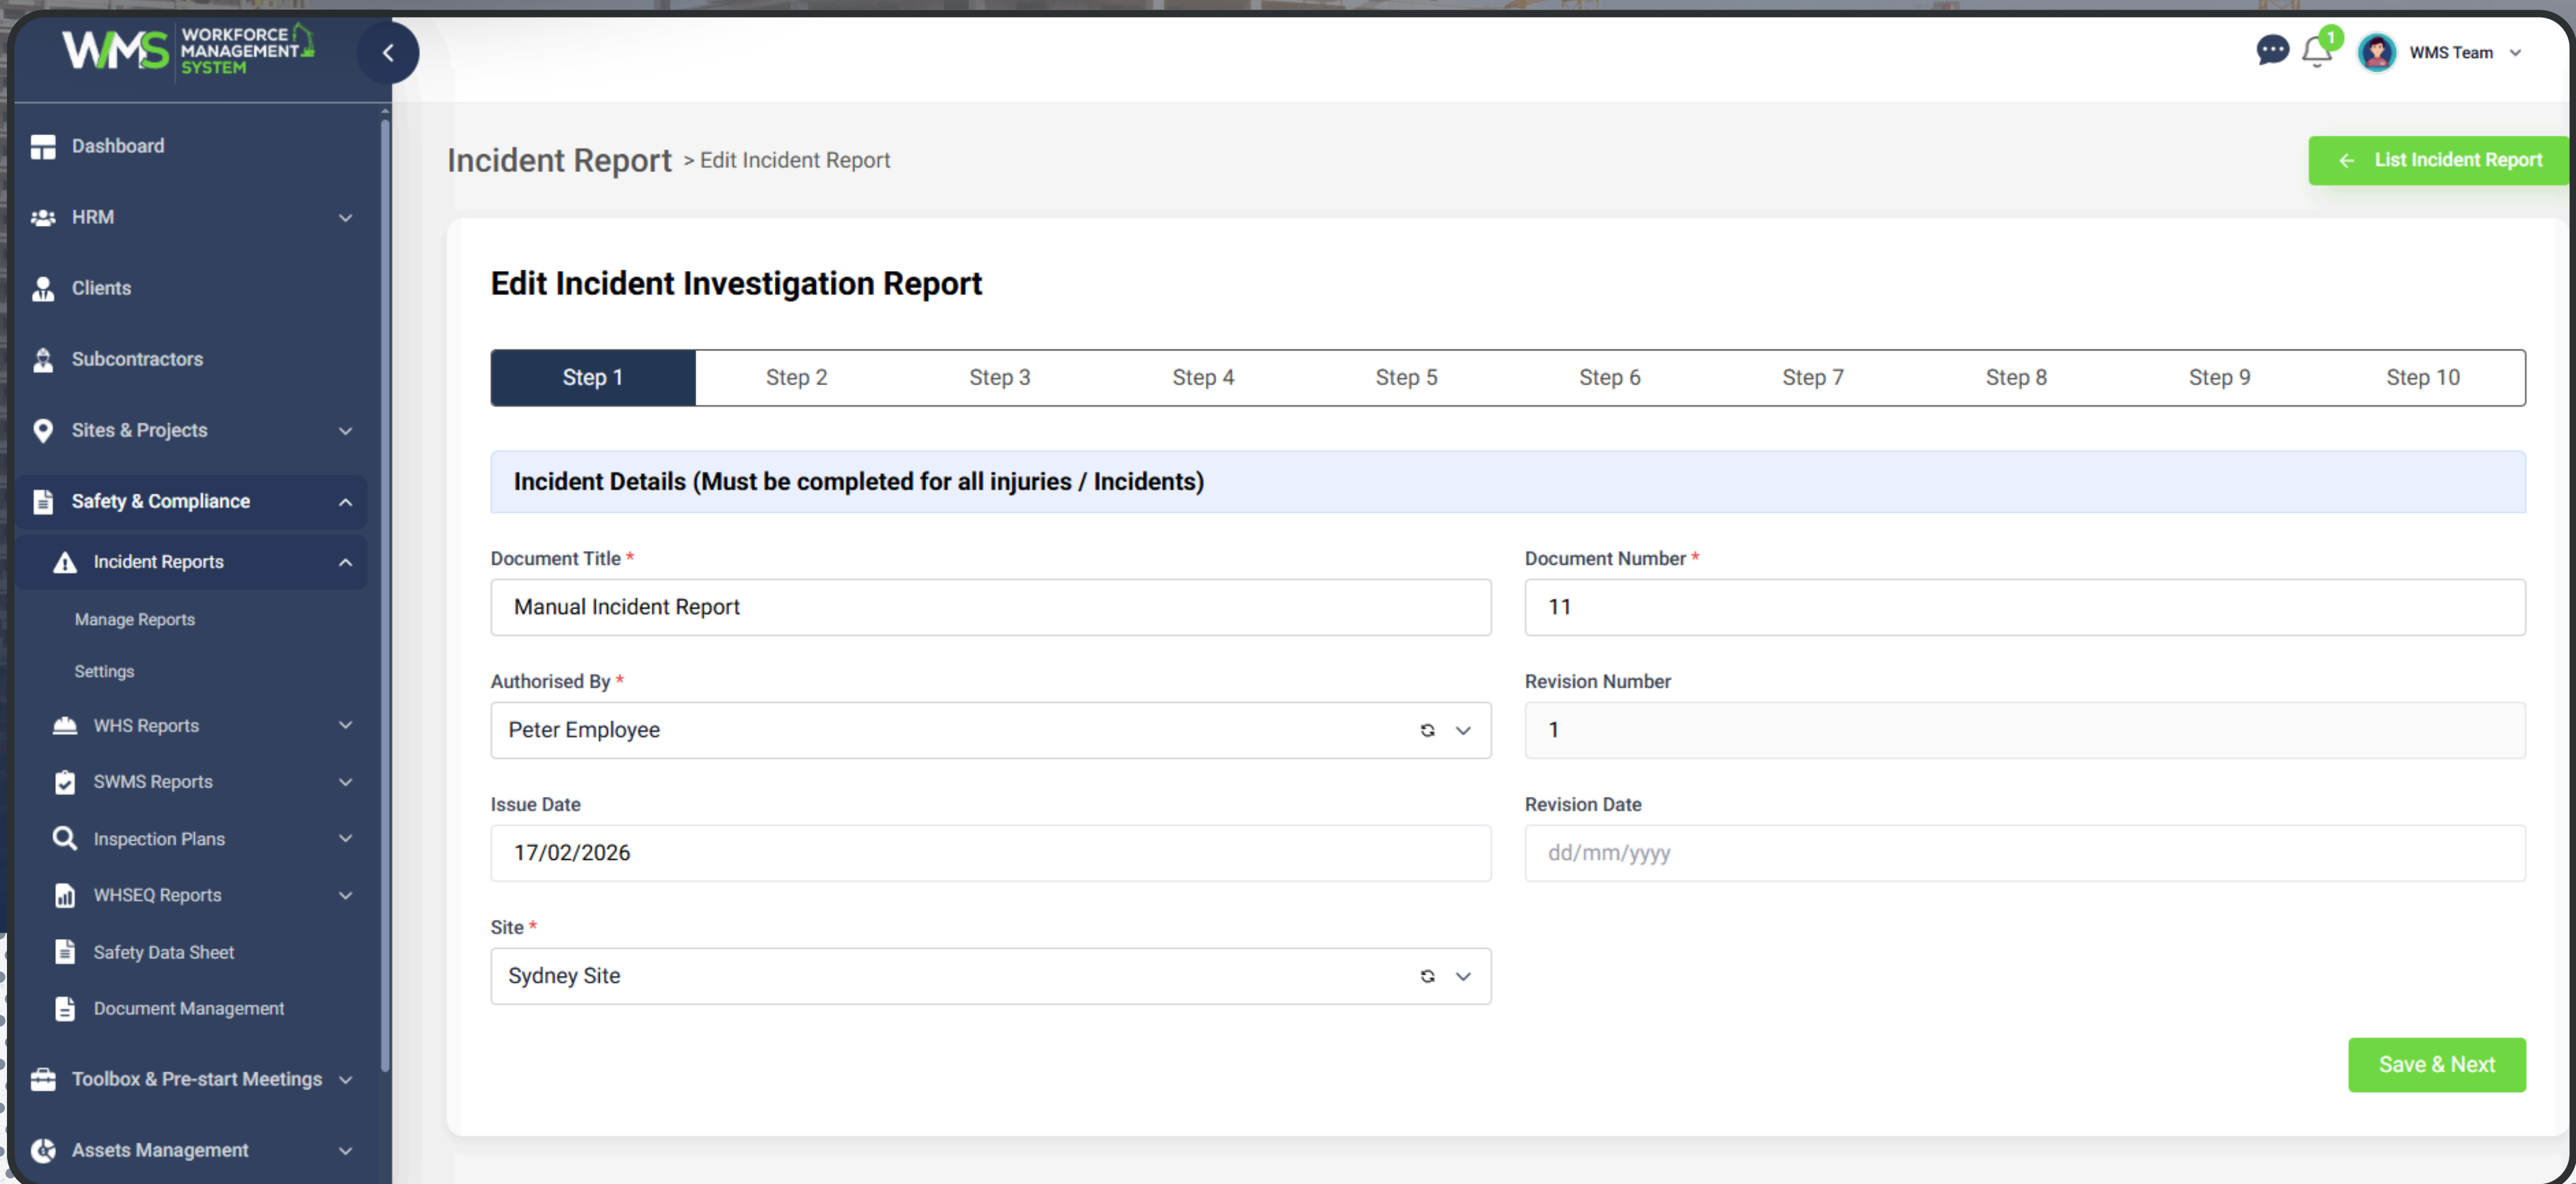 WMS WORKFORCE
MANAGEMENT
SYSTEM
1
WMS Team
Dashboard
HRM
Clients
Subcontractors
Sites & Projects
Safety & Compliance
Incident Reports
Manage Reports
Settings
WHS Reports
SWMS Reports
Inspection Plans
WHSEQ Reports
Safety Data Sheet
Document Management
Toolbox & Pre-start Meetings
Assets Management
Incident Report > Edit Incident Report
← List Incident Report
Edit Incident Investigation Report
Step 1 Step 2 Step 3 Step 4 Step 5 Step 6 Step 7 Step 8 Step 9 Step 10
Incident Details (Must be completed for all injuries / Incidents)
Document Title *
Manual Incident Report
Document Number *
11
Authorised By *
Peter Employee
Revision Number
1
Issue Date
17/02/2026
Revision Date
dd/mm/yyyy
Site *
Sydney Site
Save & Next